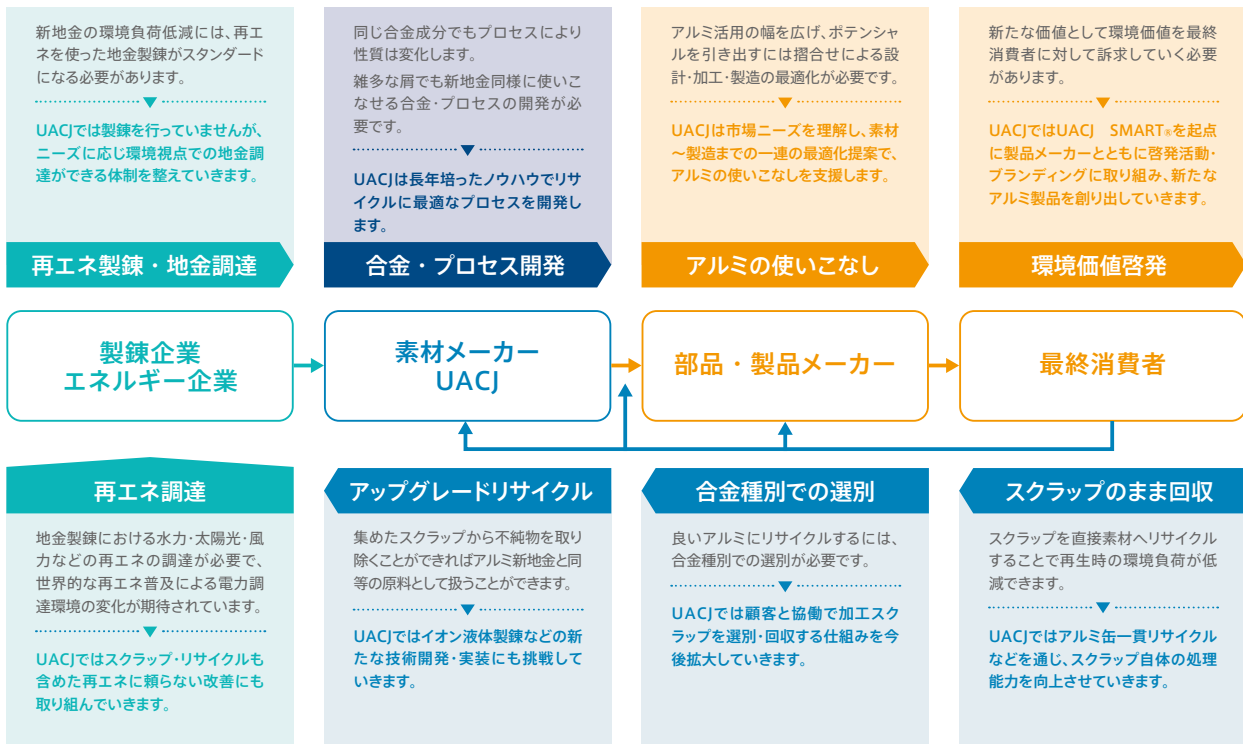 新地金の環境負荷低減には、再エ
ネを使った地金製錬がスタンダード
になる必要があります。
UACJでは製錬を行っていませんが、
ニーズに応じ環境視点での地金調
達ができる体制を整えていきます。
再エネ製錬・地金調達
同じ合金成分でもプロセスにより
性質は変化します。
雑多な屑でも新地金同様に使いこ
なせる合金・プロセスの開発が必
要です。
UACJは長年培ったノウハウでリサ
イクルに最適なプロセスを開発し
ます。
合金・プロセス開発
アルミ活用の幅を広げ、ポテンシャ
ルを引き出すには摺合せによる設
計・加工・製造の最適化が必要です。
UACJは市場ニーズを理解し、素材
～製造までの一連の最適化提案で、
アルミの使いこなしを支援します。
アルミの使いこなし
新たな価値として環境価値を最終
消費者に対して訴求していく必要
があります。
UACJではUACJ SMART®を起点
に製品メーカーとともに啓発活動・
ブランディングに取り組み、新たな
アルミ製品を創り出していきます。
環境価値啓発
製錬企業
エネルギー企業
素材メーカー
UACJ
部品・製品メーカー
最終消費者
再エネ調達
地金製錬における水力・太陽光・風
力などの再エネの調達が必要で、
世界的な再エネ普及による電力調
達環境の変化が期待されています。
UACJではスクラップ・リサイクルも
含めた再エネに頼らない改善にも
取り組んでいきます。
アップグレードリサイクル
集めたスクラップから不純物を取り
除くことができればアルミ新地金と同
等の原料として扱うことができます。
UACJではイオン液体製錬などの新
たな技術開発・実装にも挑戦して
いきます。
合金種別での選別
良いアルミにリサイクルするには、
合金種別での選別が必要です。
UACJでは顧客と協働で加工スク
ラップを選別・回収する仕組みを今
後拡大していきます。
スクラップのまま回収
スクラップを直接素材へリサイクル
することで再生時の環境負荷が低
減できます。
UACJではアルミ缶一貫リサイクル
などを通じ、スクラップ自体の処理
能力を向上させていきます。